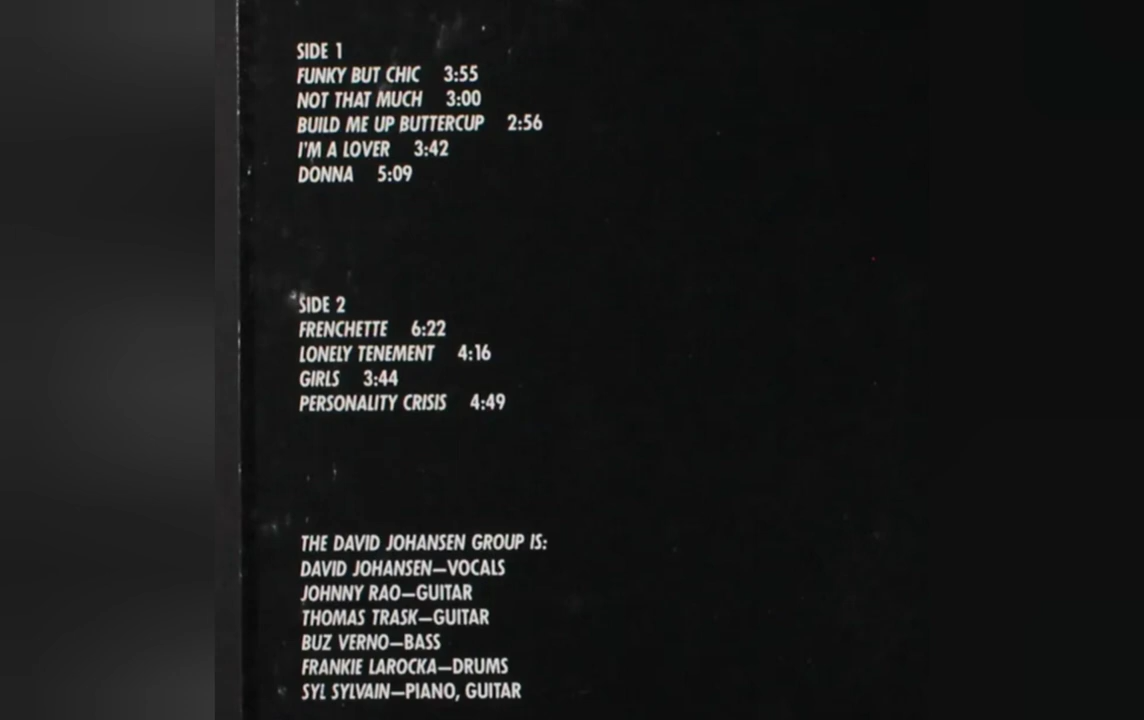 SIDE 1
FUNKY BUT CHIC 3:55
NOT THAT MUCH 3:00
BUILD ME UP BUTTERCUP 2:56
I'M A LOVER 3:42
DONNA 5:09
SIDE 2
FRENCHETTE 6:22
LONELY TENEMENT 4:16
GIRLS 3:44
PERSONALITY CRISIS 4:49
THE DAVID JOHANSEN GROUP IS:
DAVID JOHANSEN—VOCALS
JOHNNY RAO—GUITAR
THOMAS TRASK—GUITAR
BUZ VERNO—BASS
FRANKIE LAROCKA—DRUMS
SYL SYLVAIN—PIANO, GUITAR